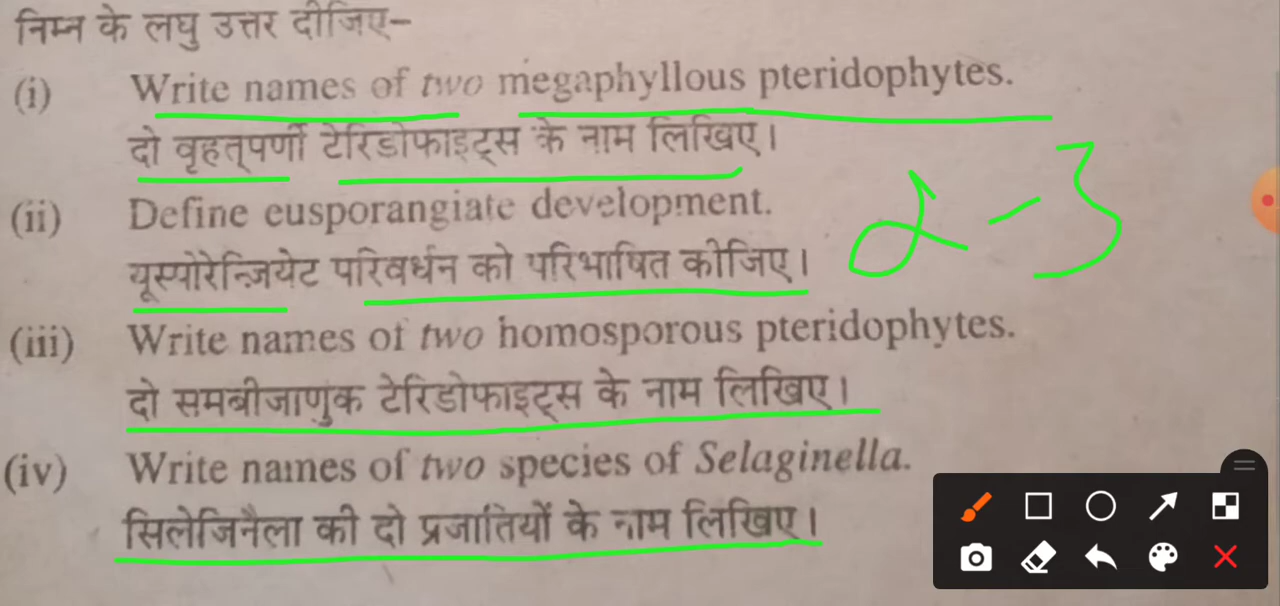 निम्न के लघु उत्तर दीजिए–
(i) Write names of two megaphyllous pteridophytes.
दो वृहत्पर्णी टेरिडोफाइट्स के नाम लिखिए।
(ii) Define eusporangiate development.
यूस्पोरेन्जियेट परिवर्धन को परिभाषित कीजिए।
(iii) Write names of two homosporous pteridophytes.
दो समबीजाणुक टेरिडोफाइट्स के नाम लिखिए।
(iv) Write names of two species of Selaginella.
सिलेजिनैला की दो प्रजातियों के नाम लिखिए।